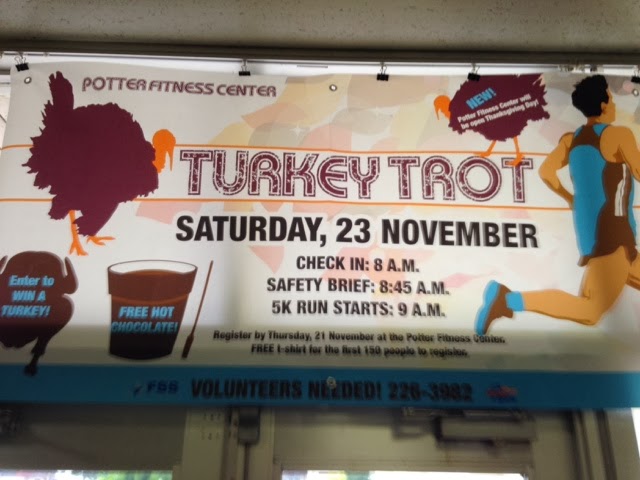 POTTER FITNESS CENTER
NEW!
Potter Fitness Center will
be open Thanksgiving Day!
TURKEY TROT
SATURDAY, 23 NOVEMBER
CHECK IN: 8 A.M.
SAFETY BRIEF: 8:45 A.M.
5K RUN STARTS: 9 A.M.
Enter to
WIN A
TURKEY!
FREE HOT
CHOCOLATE!
Register by Thursday, 21 November at the Potter Fitness Center.
FREE t-shirt for the first 150 people to register.
FSS VOLUNTEERS NEEDED! 226-3982